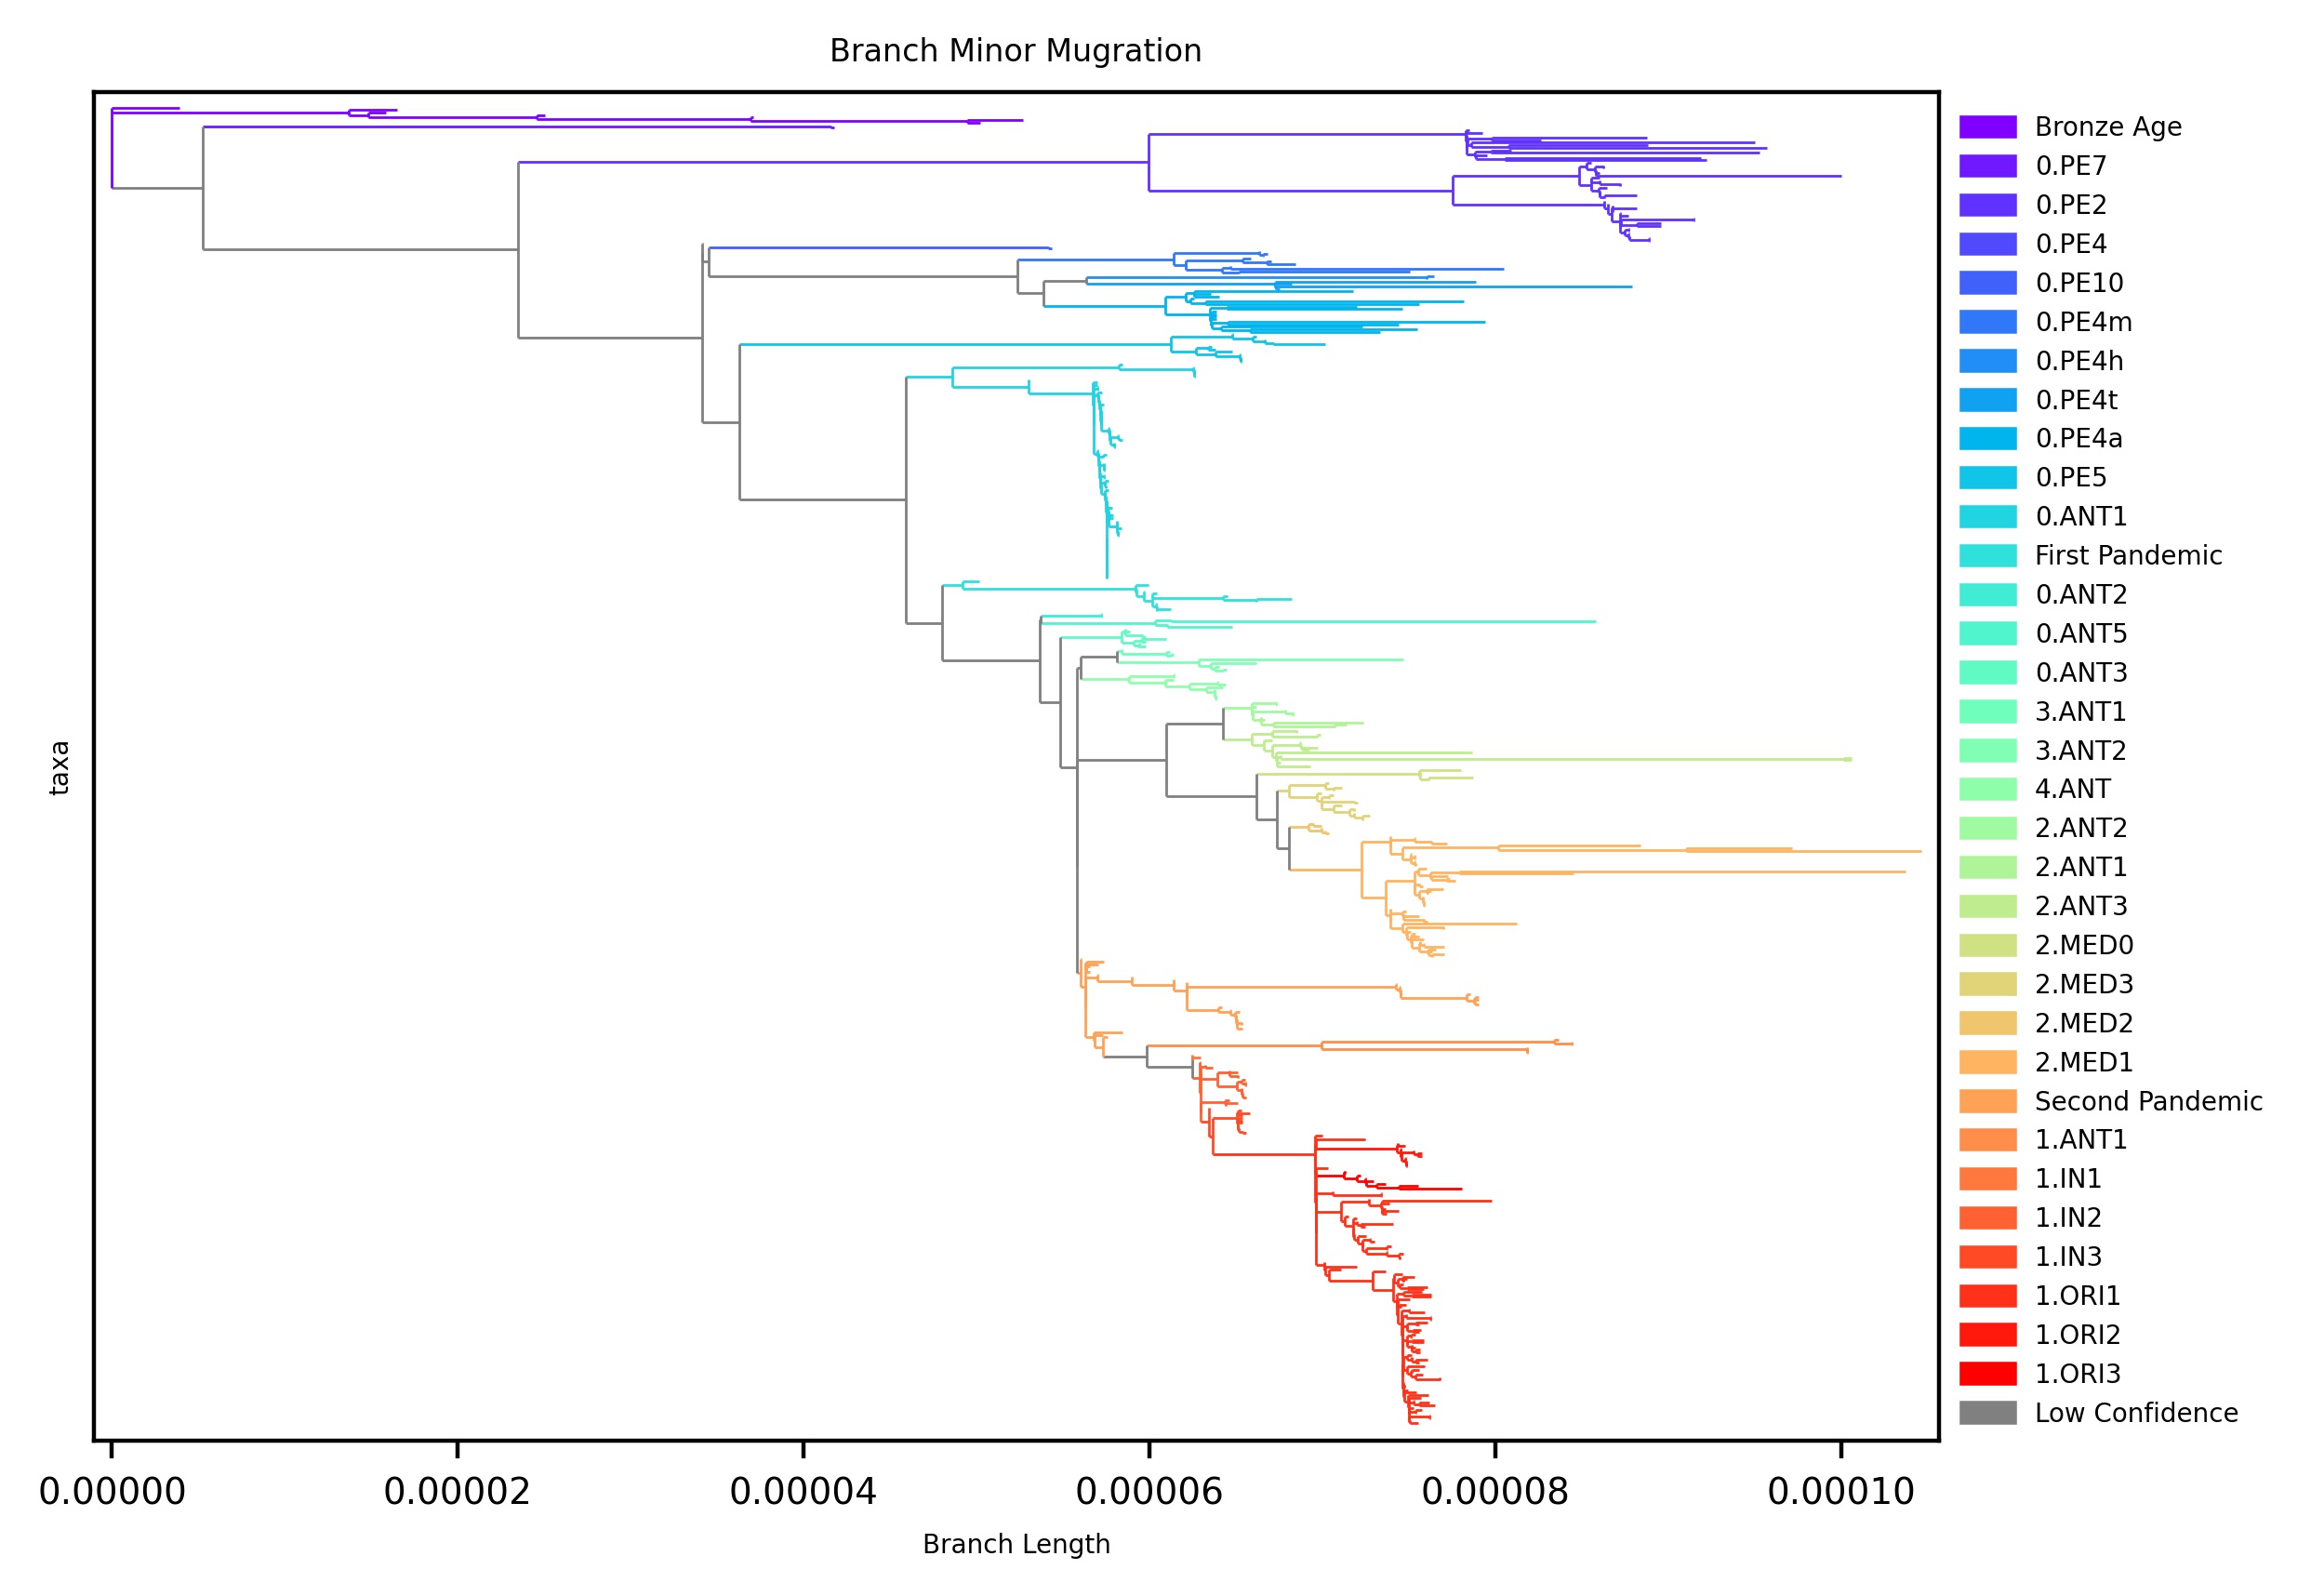 Branch Minor Mugration
Bronze Age
0.PE7
0.PE2
0.PE4
0.PE10
0.PE4m
0.PE4h
0.PE4t
0.PE4a
0.PE5
0.ANT1
First Pandemic
0.ANT2
0.ANT5
0.ANT3
3.ANT1
3.ANT2
4.ANT
2.ANT2
2.ANT1
2.ANT3
2.MED0
2.MED3
2.MED2
2.MED1
Second Pandemic
1.ANT1
1.IN1
1.IN2
1.IN3
1.ORI1
1.ORI2
1.ORI3
Low Confidence
taxa
0.00000 0.00002 0.00004 0.00006 0.00008 0.00010
Branch Length